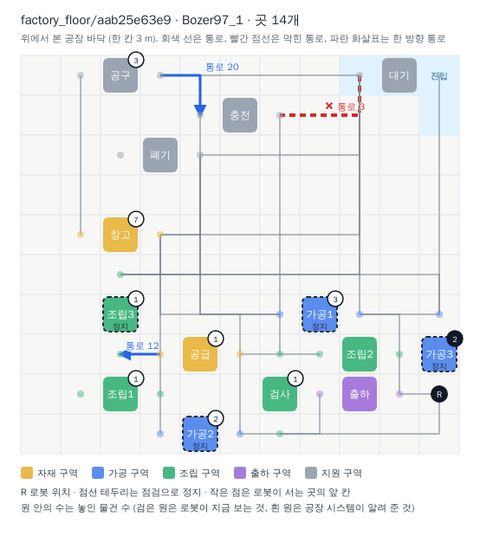 factory_floor/aab25e63e9 · Bozer97_1 · 곳 14개
위에서 본 공장 바닥 (한 칸 3 m). 회색 선은 통로, 빨간 점선은 막힌 통로, 파란 화살표는 한 방향 통로
공구 3 통로 20 대기 진입
충전 × 통로 3
폐기
창고 7
조립3 정지 1 가공1 정지 3
통로 12 공급 1 조립2 가공3 정지 2
조립1 1 검사 1 출하 R
가공2 정지 2
자재 구역 가공 구역 조립 구역 출하 구역 지원 구역
R 로봇 위치 · 점선 테두리는 점검으로 정지 · 작은 점은 로봇이 서는 곳의 앞 칸
원 안의 수는 놓인 물건 수 (검은 원은 로봇이 지금 보는 것, 흰 원은 공장 시스템이 알려 준 것)